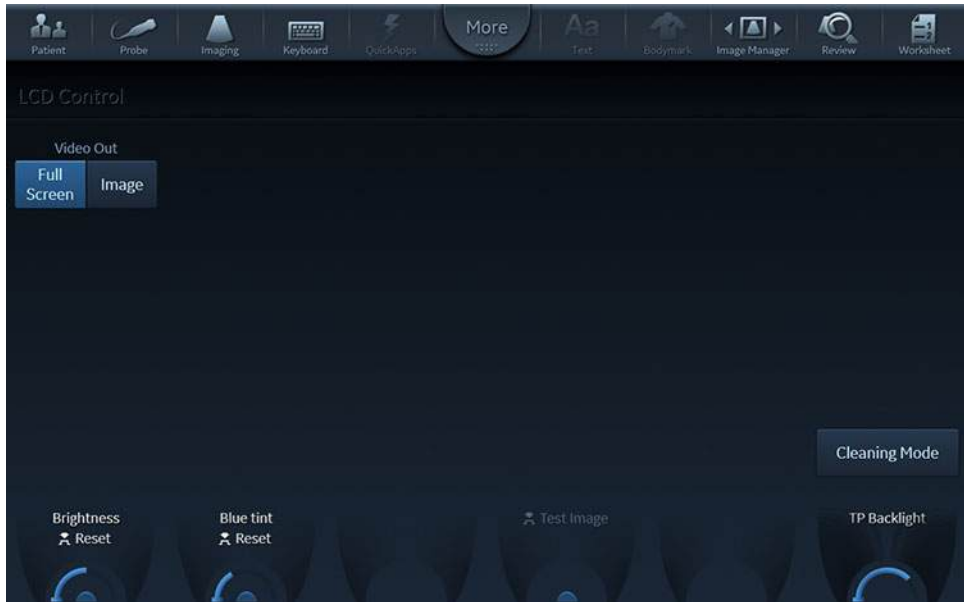 Patient
Probe
Imaging
Keyboard
QuickApps
More
Aa
Text
Bodymark
Image Manager
Review
Worksheet
LCD Control
Video Out
Full
Screen
Image
Cleaning Mode
Brightness
Reset
Blue tint
Reset
Test Image
TP Backlight